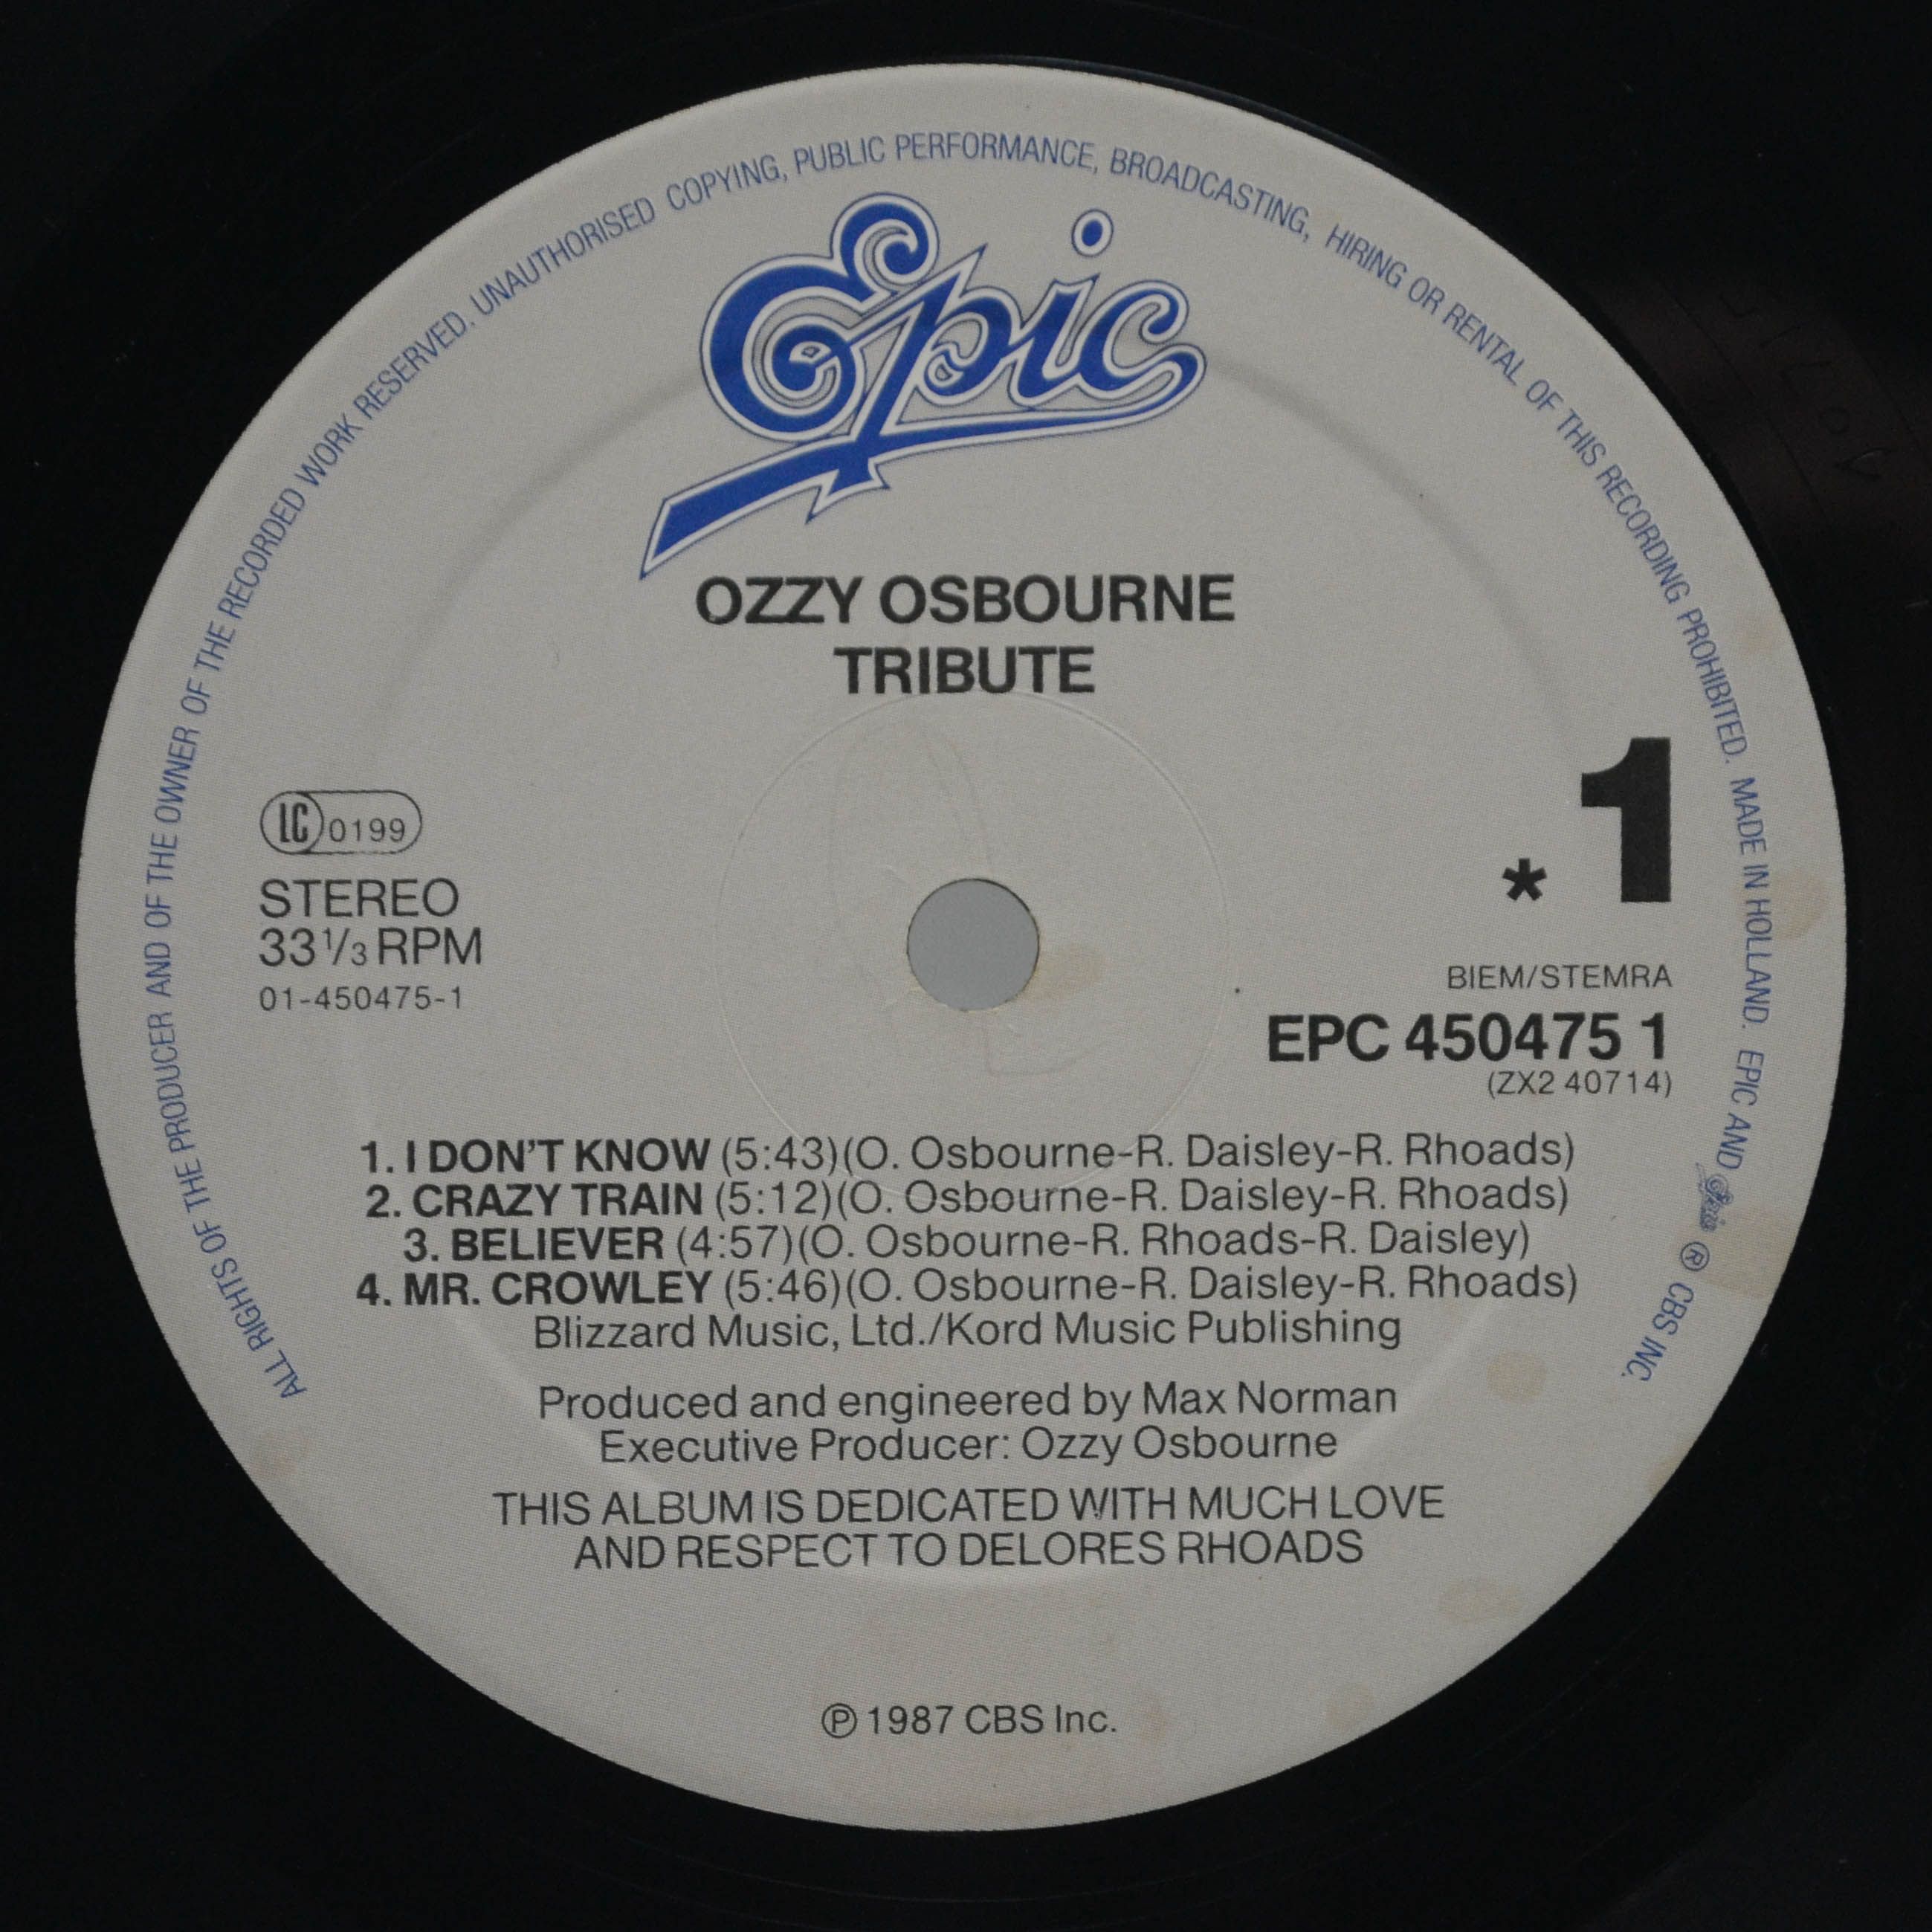 ALL RIGHTS OF THE PRODUCER AND OF THE OWNER OF THE RECORDED WORK RESERVED. UNAUTHORISED COPYING, PUBLIC PERFORMANCE, BROADCASTING, HIRING OR RENTAL OF THIS RECORDING PROHIBITED. MADE IN HOLLAND. EPIC AND Epic ® CBS INC.
Epic
OZZY OSBOURNE
TRIBUTE
1
*
LC 0199
STEREO
33 1/3 RPM
01-450475-1
BIEM/STEMRA
EPC 450475 1
(ZX2 40714)
1. I DON'T KNOW (5:43)(O. Osbourne-R. Daisley-R. Rhoads)
2. CRAZY TRAIN (5:12)(O. Osbourne-R. Daisley-R. Rhoads)
3. BELIEVER (4:57)(O. Osbourne-R. Rhoads-R. Daisley)
4. MR. CROWLEY (5:46)(O. Osbourne-R. Daisley-R. Rhoads)
Blizzard Music, Ltd./Kord Music Publishing
Produced and engineered by Max Norman
Executive Producer: Ozzy Osbourne
THIS ALBUM IS DEDICATED WITH MUCH LOVE
AND RESPECT TO DELORES RHOADS
℗ 1987 CBS Inc.